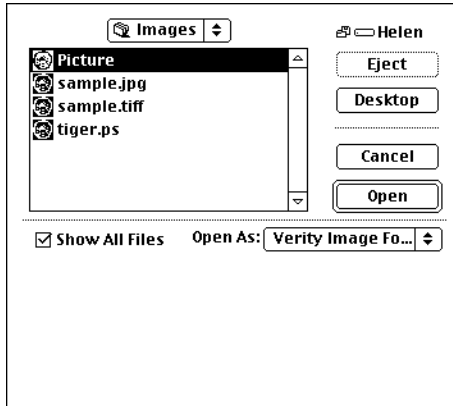 Images
Helen
Picture
sample.jpg
sample.tiff
tiger.ps
Eject
Desktop
Cancel
Open
Show All Files
Open As: Verity Image Fo...